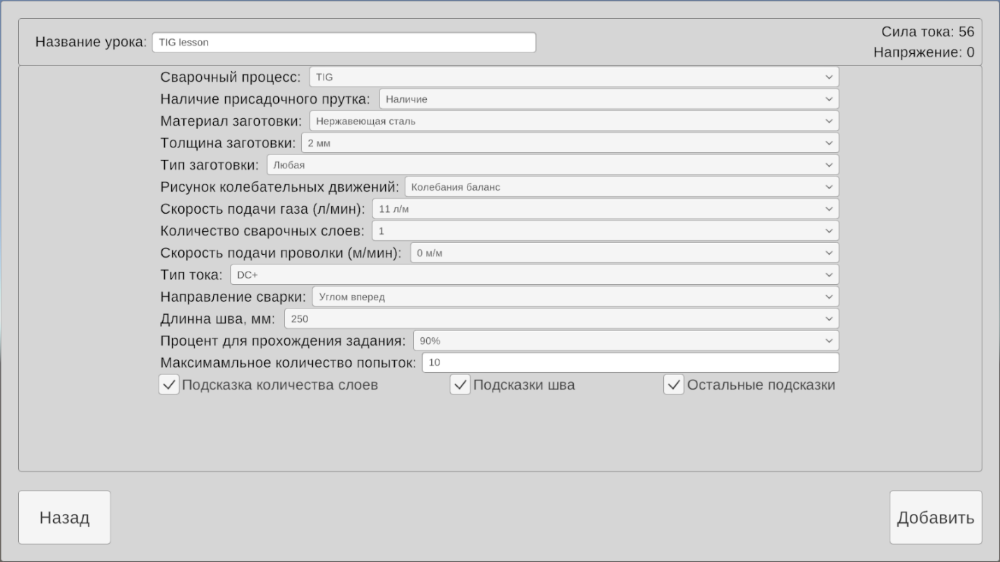 Название урока: TIG lesson
Сила тока: 56
Напряжение: 0
Сварочный процесс: TIG
Наличие присадочного прутка: Наличие
Материал заготовки: Нержавеющая сталь
Толщина заготовки: 2 мм
Тип заготовки: Любая
Рисунок колебательных движений: Колебания баланс
Скорость подачи газа (л/мин): 11 л/м
Количество сварочных слоев: 1
Скорость подачи проволки (м/мин): 0 м/м
Тип тока: DC+
Направление сварки: Углом вперед
Длинна шва, мм: 250
Процент для прохождения задания: 90%
Максимамльное количество попыток: 10
Подсказка количества слоев Подсказки шва Остальные подсказки
Назад Добавить